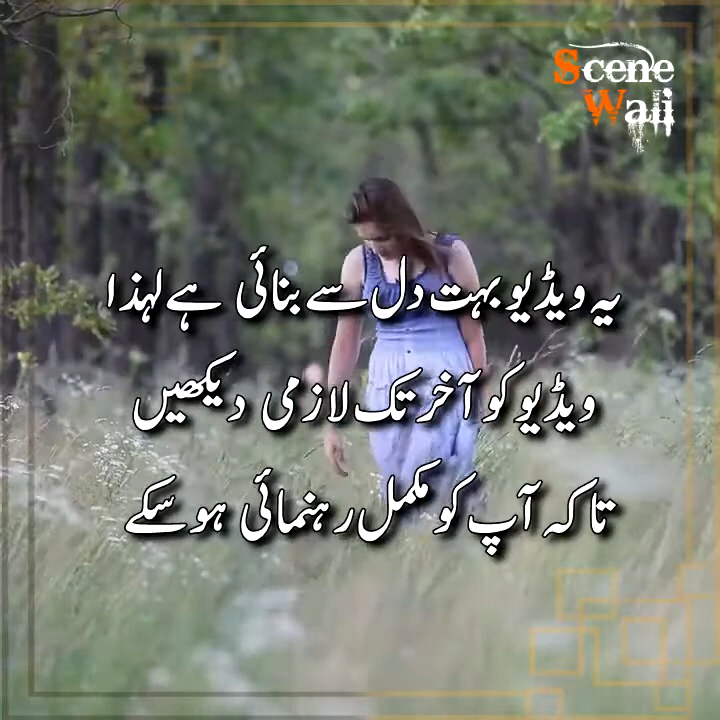 Scene
Wali
یہ ویڈیو بہت دل سے بنائی ہے لہذا
ویڈیو کو آخر تک لازمی دیکھیں
تاکہ آپ کو مکمل رہنمائی ہو سکے